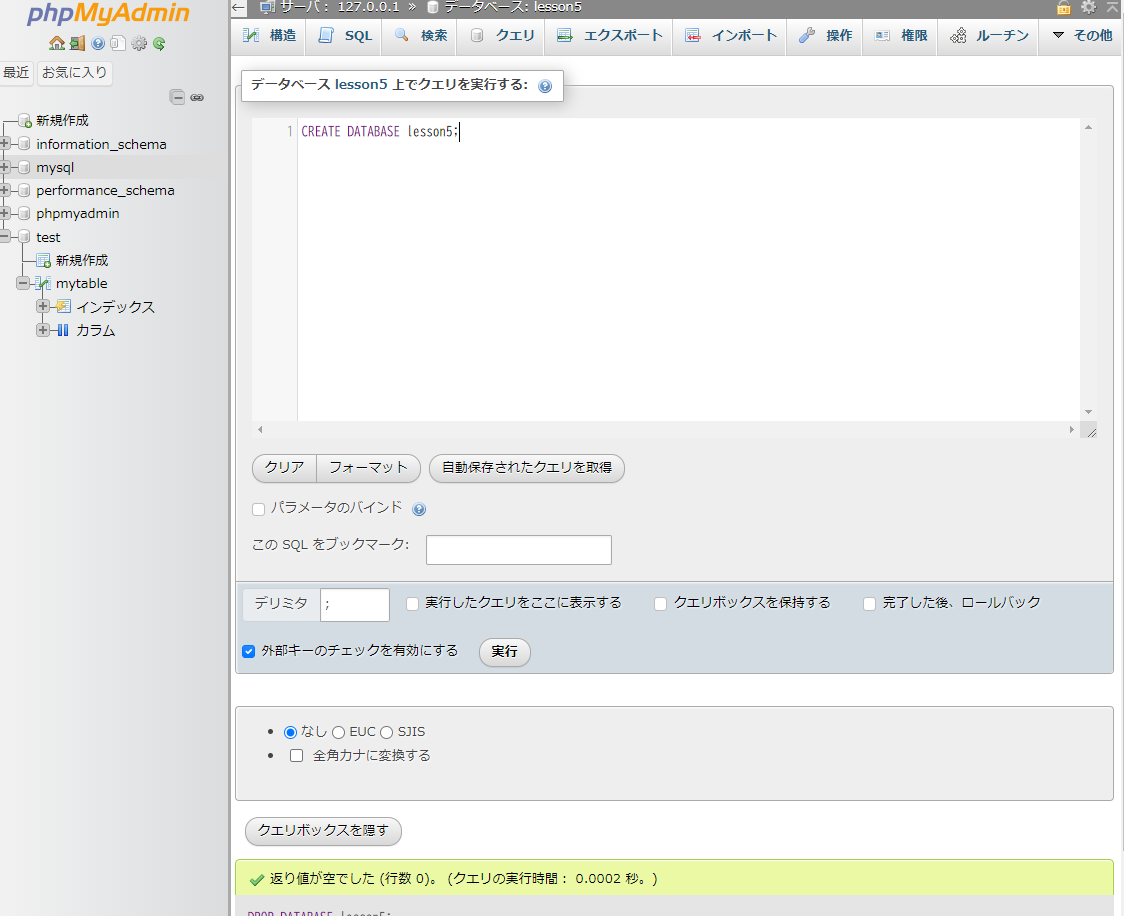 phpMyAdmin
最近 お気に入り
新規作成
information_schema
mysql
performance_schema
phpmyadmin
test
新規作成
mytable
インデックス
カラム
サーバ: 127.0.0.1 » データベース: lesson5
構造 SQL 検索 クエリ エクスポート インポート 操作 権限 ルーチン その他
データベース lesson5 上でクエリを実行する:
1 CREATE DATABASE lesson5;
クリア フォーマット 自動保存されたクエリを取得
パラメータのバインド
この SQL をブックマーク:
デリミタ ; 実行したクエリをここに表示する クエリボックスを保持する 完了した後、ロールバック
外部キーのチェックを有効にする 実行
なし EUC SJIS
全角カナに変換する
クエリボックスを隠す
返り値が空でした (行数 0)。 (クエリの実行時間： 0.0002 秒。)
DROP DATABASE lesson5;